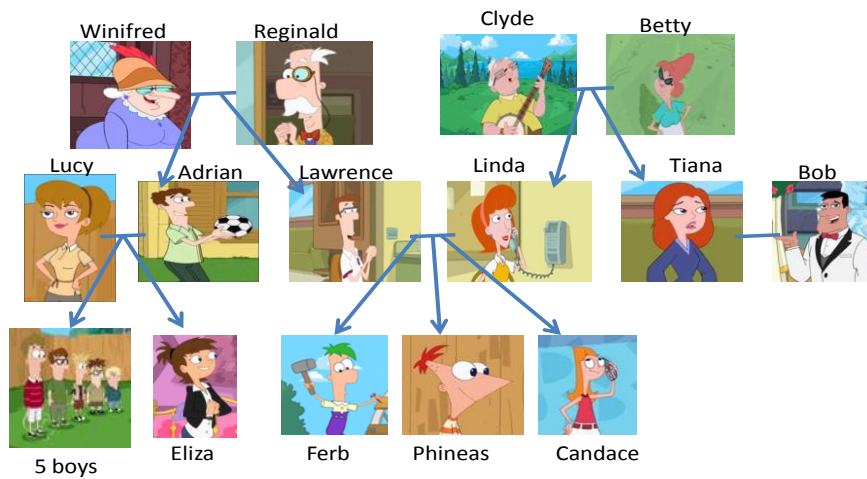 Winifred
Reginald
Clyde
Betty
Lucy
Adrian
Lawrence
Linda
Tiana
Bob
5 boys
Eliza
Ferb
Phineas
Candace